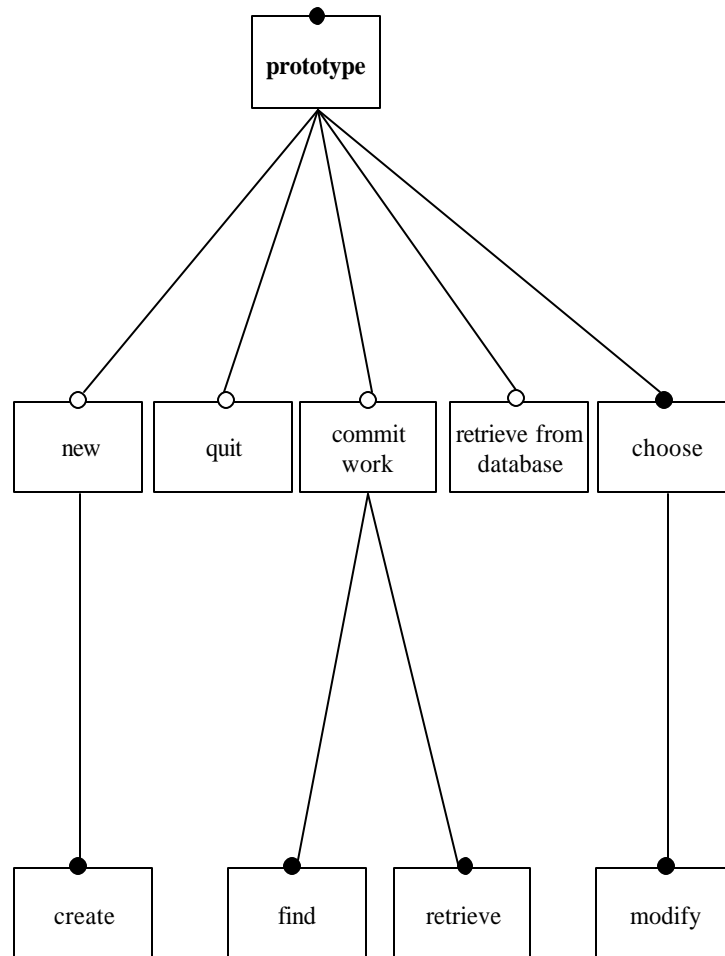 prototype
new
quit
commit
work
retrieve from
database
choose
create
find
retrieve
modify